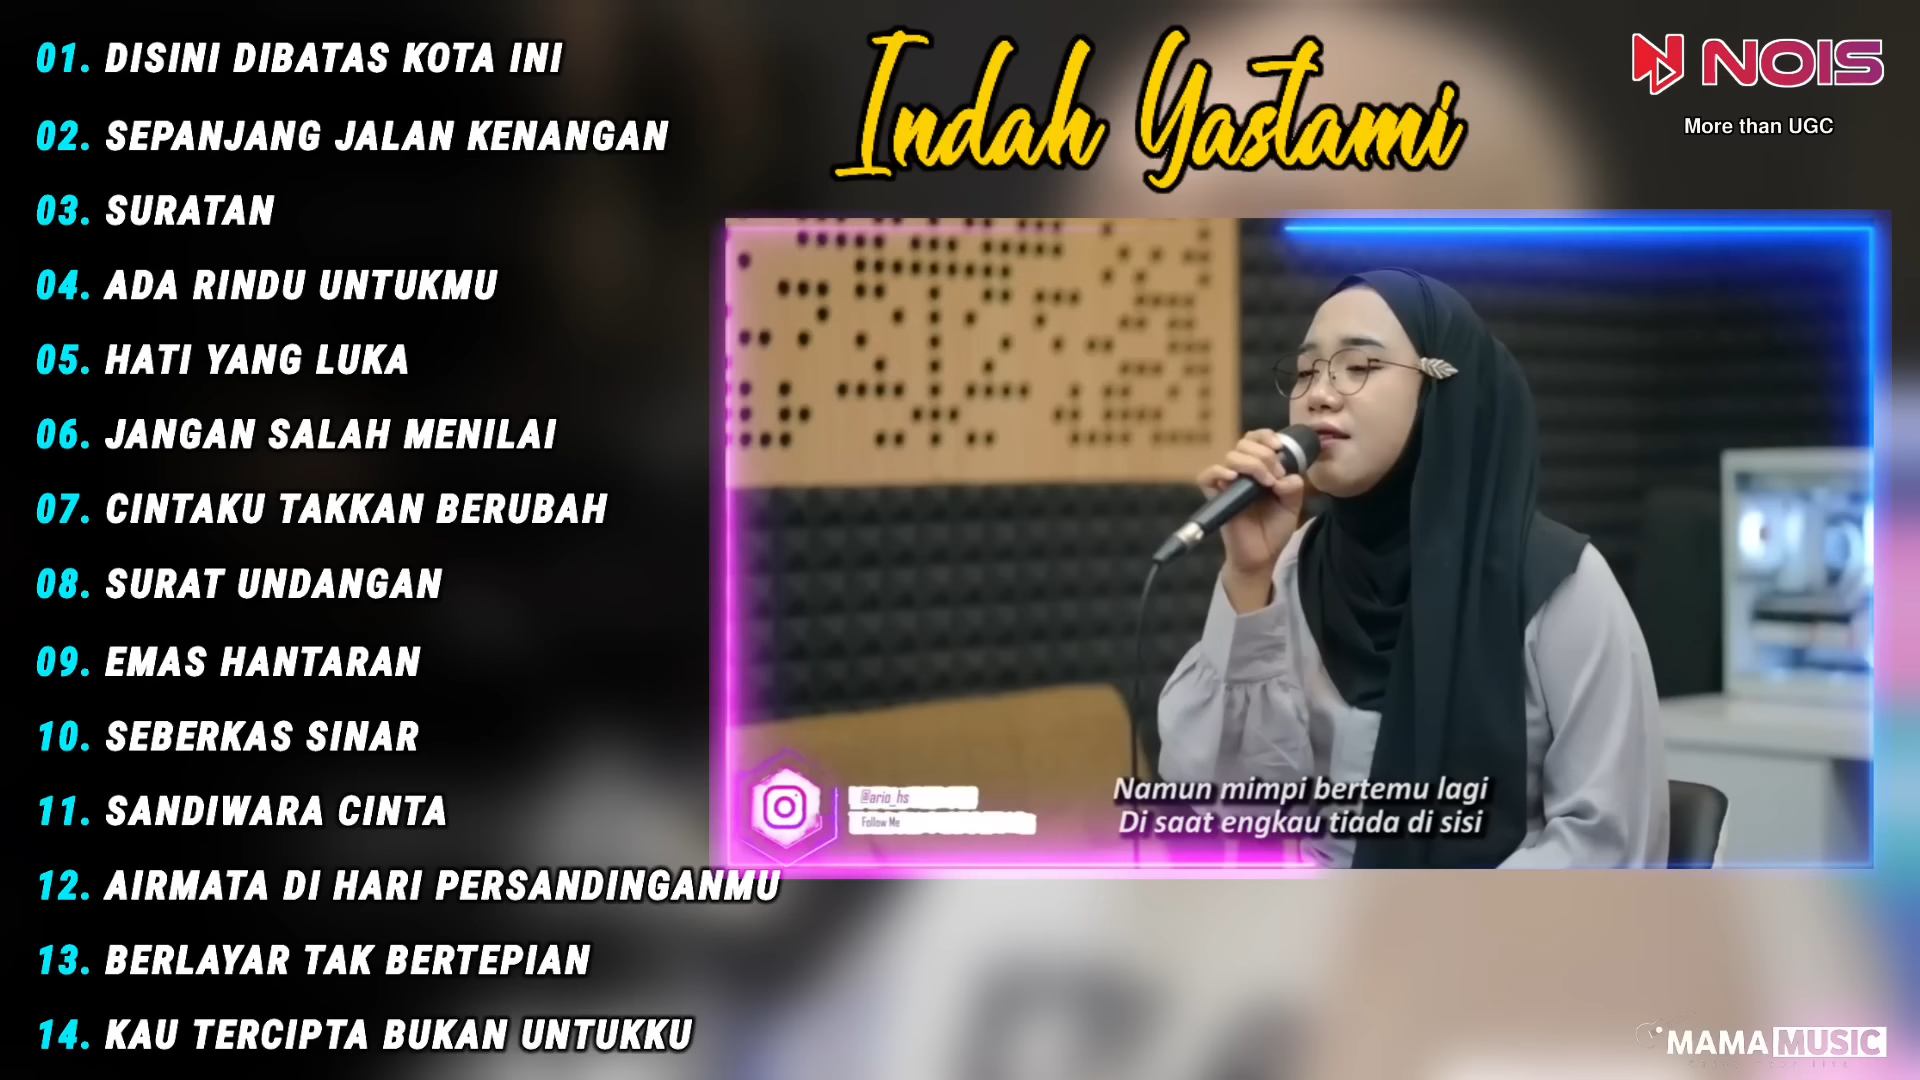 01. DISINI DIBATAS KOTA INI
02. SEPANJANG JALAN KENANGAN
03. SURATAN
04. ADA RINDU UNTUKMU
05. HATI YANG LUKA
06. JANGAN SALAH MENILAI
07. CINTAKU TAKKAN BERUBAH
08. SURAT UNDANGAN
09. EMAS HANTARAN
10. SEBERKAS SINAR
11. SANDIWARA CINTA
12. AIRMATA DI HARI PERSANDINGANMU
13. BERLAYAR TAK BERTEPIAN
14. KAU TERCIPTA BUKAN UNTUKKU
Indah Yastami
NOIS
More than UGC
@ario_hs
Follow Me
Namun mimpi bertemu lagi
Di saat engkau tiada di sisi
MAMA MUSIC